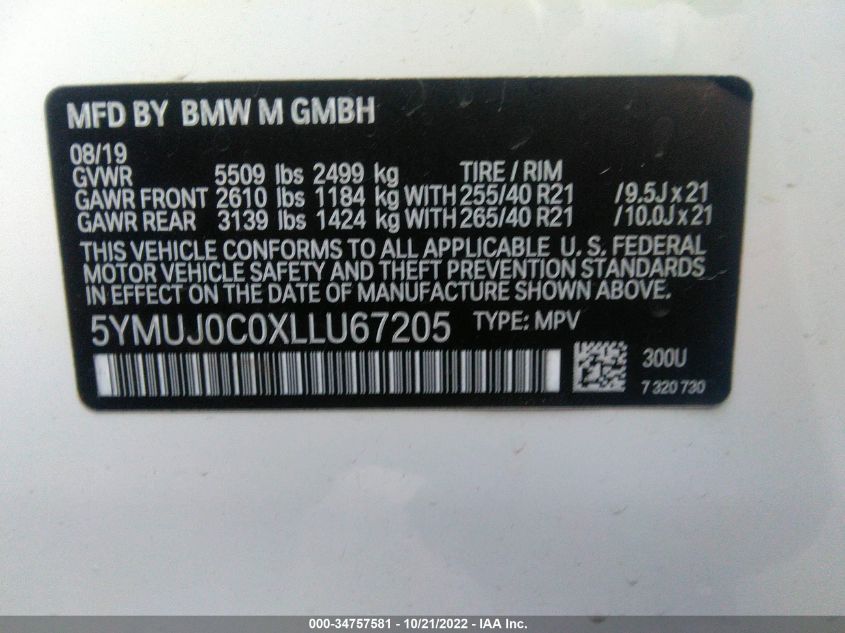 MFD BY BMW M GMBH
08/19
GVWR 5509 lbs 2499 kg TIRE / RIM
GAWR FRONT 2610 lbs 1184 kg WITH 255/40 R21 /9.5J x 21
GAWR REAR 3139 lbs 1424 kg WITH 265/40 R21 /10.0J x 21
THIS VEHICLE CONFORMS TO ALL APPLICABLE U. S. FEDERAL
MOTOR VEHICLE SAFETY AND THEFT PREVENTION STANDARDS
IN EFFECT ON THE DATE OF MANUFACTURE SHOWN ABOVE.
5YMUJ0C0XLLU67205 TYPE: MPV
300U
7 320 730
000-34757581 - 10/21/2022 - IAA Inc.